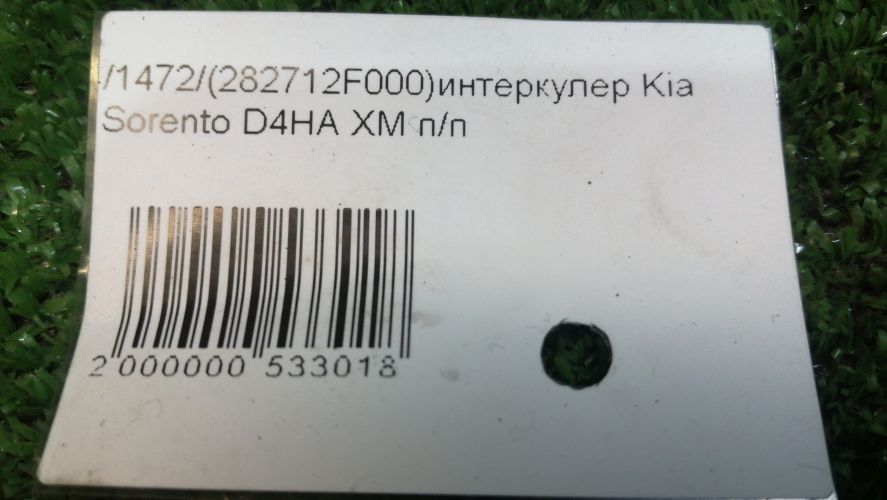 /1472/(282712F000)интеркулер Kia
Sorento D4HA XM п/п
2 000000 533018